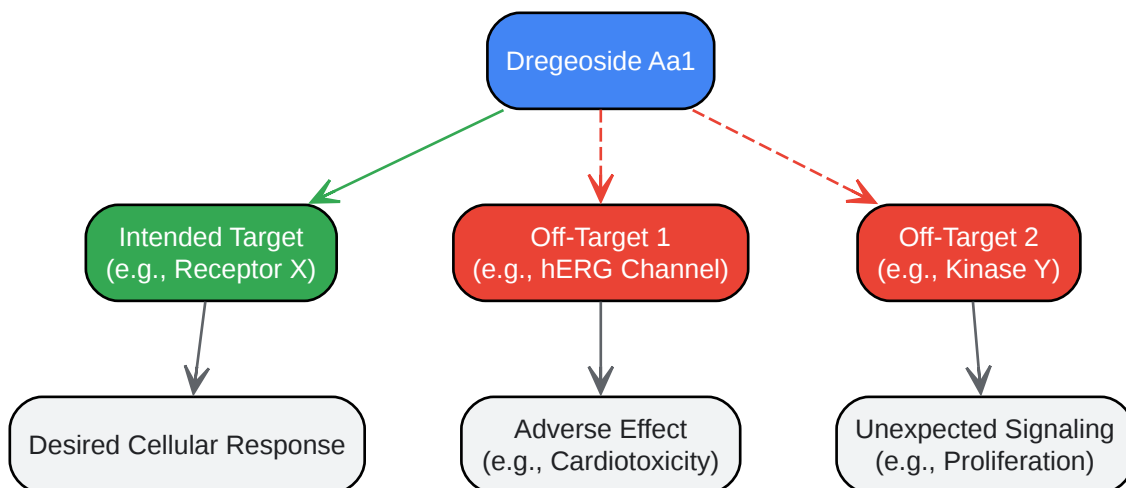 Dregeoside Aa1
Intended Target
(e.g., Receptor X)
Off-Target 1
(e.g., hERG Channel)
Off-Target 2
(e.g., Kinase Y)
Desired Cellular Response
Adverse Effect
(e.g., Cardiotoxicity)
Unexpected Signaling
(e.g., Proliferation)